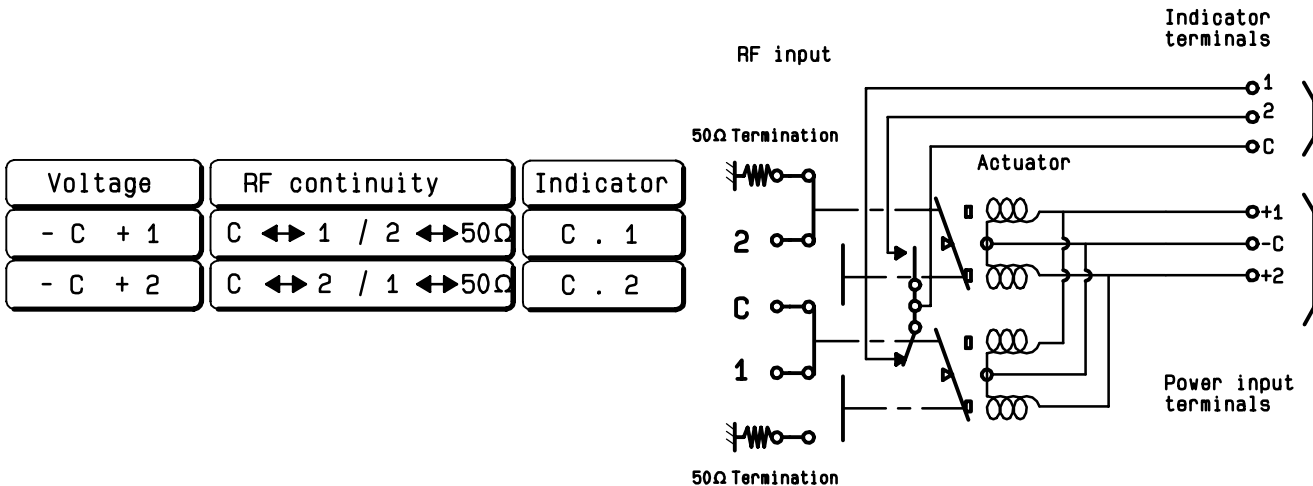 Voltage RF continuity Indicator
- C + 1 C ↔ 1 / 2 ↔ 50Ω C . 1
- C + 2 C ↔ 2 / 1 ↔ 50Ω C . 2
RF input
Indicator
terminals
1
2
C
50Ω Termination
Actuator
2
C
1
50Ω Termination
+1
-C
+2
Power input
terminals